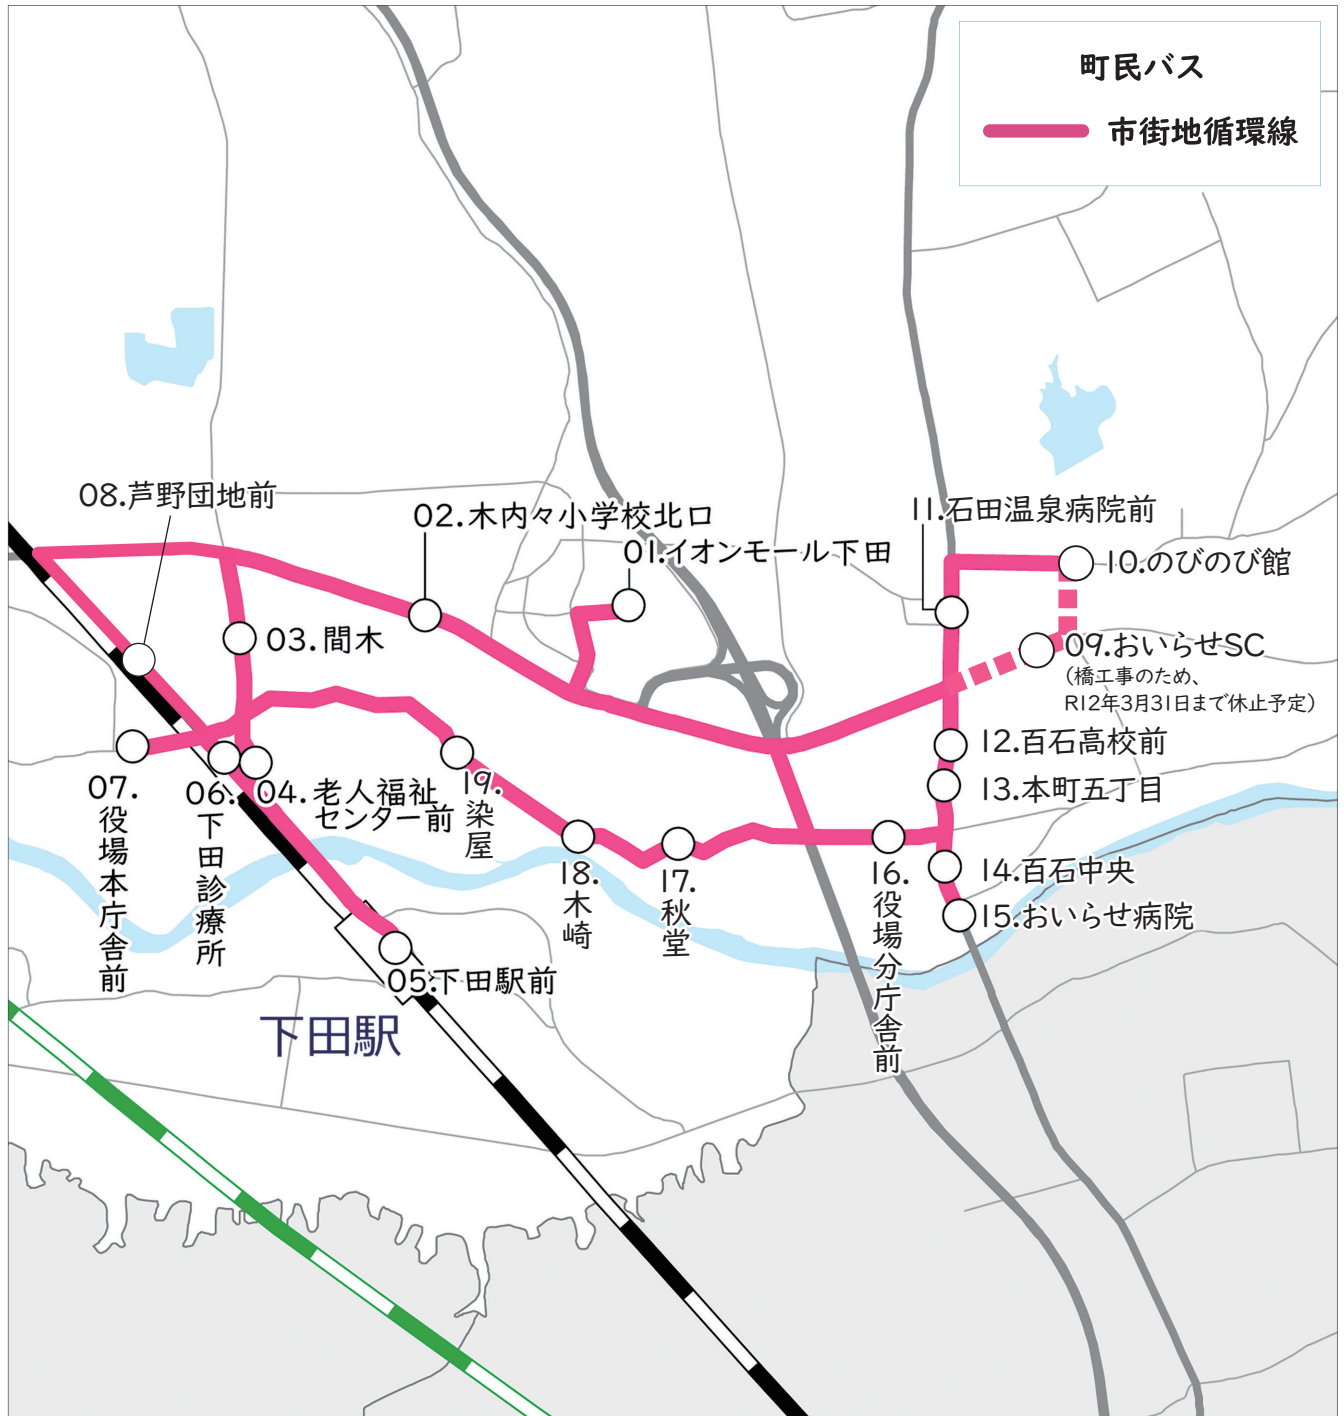 町民バス
市街地循環線
08.芦野団地前
02.木内々小学校北口
01.イオンモール下田
11.石田温泉病院前
10.のびのび館
03.間木
09.おいらせSC
(橋工事のため、
R12年3月31日まで休止予定)
12.百石高校前
13.本町五丁目
14.百石中央
15.おいらせ病院
07.役場本庁舎前
06.下田診療所
04.老人福祉
センター前
19.染屋
18.木崎
17.秋堂
16.役場分庁舎前
05.下田駅前
下田駅